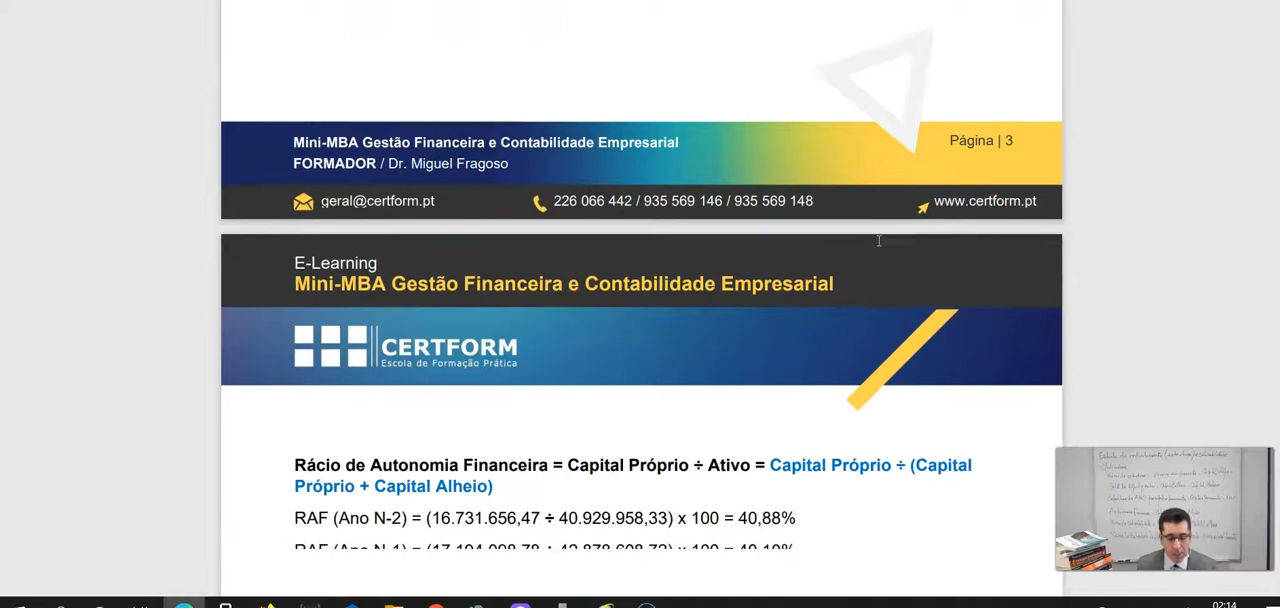 Mini-MBA Gestão Financeira e Contabilidade Empresarial
Página | 3
FORMADOR / Dr. Miguel Fragoso
geral@certform.pt
226 066 442 / 935 569 146 / 935 569 148
www.certform.pt
E-Learning
Mini-MBA Gestão Financeira e Contabilidade Empresarial
CERTFORM
Escola de Formação Prática
Rácio de Autonomia Financeira = Capital Próprio ÷ Ativo = Capital Próprio ÷ (Capital
Próprio + Capital Alheio)
RAF (Ano N-2) = (16.731.656,47 ÷ 40.929.958,33) x 100 = 40,88%
02:14